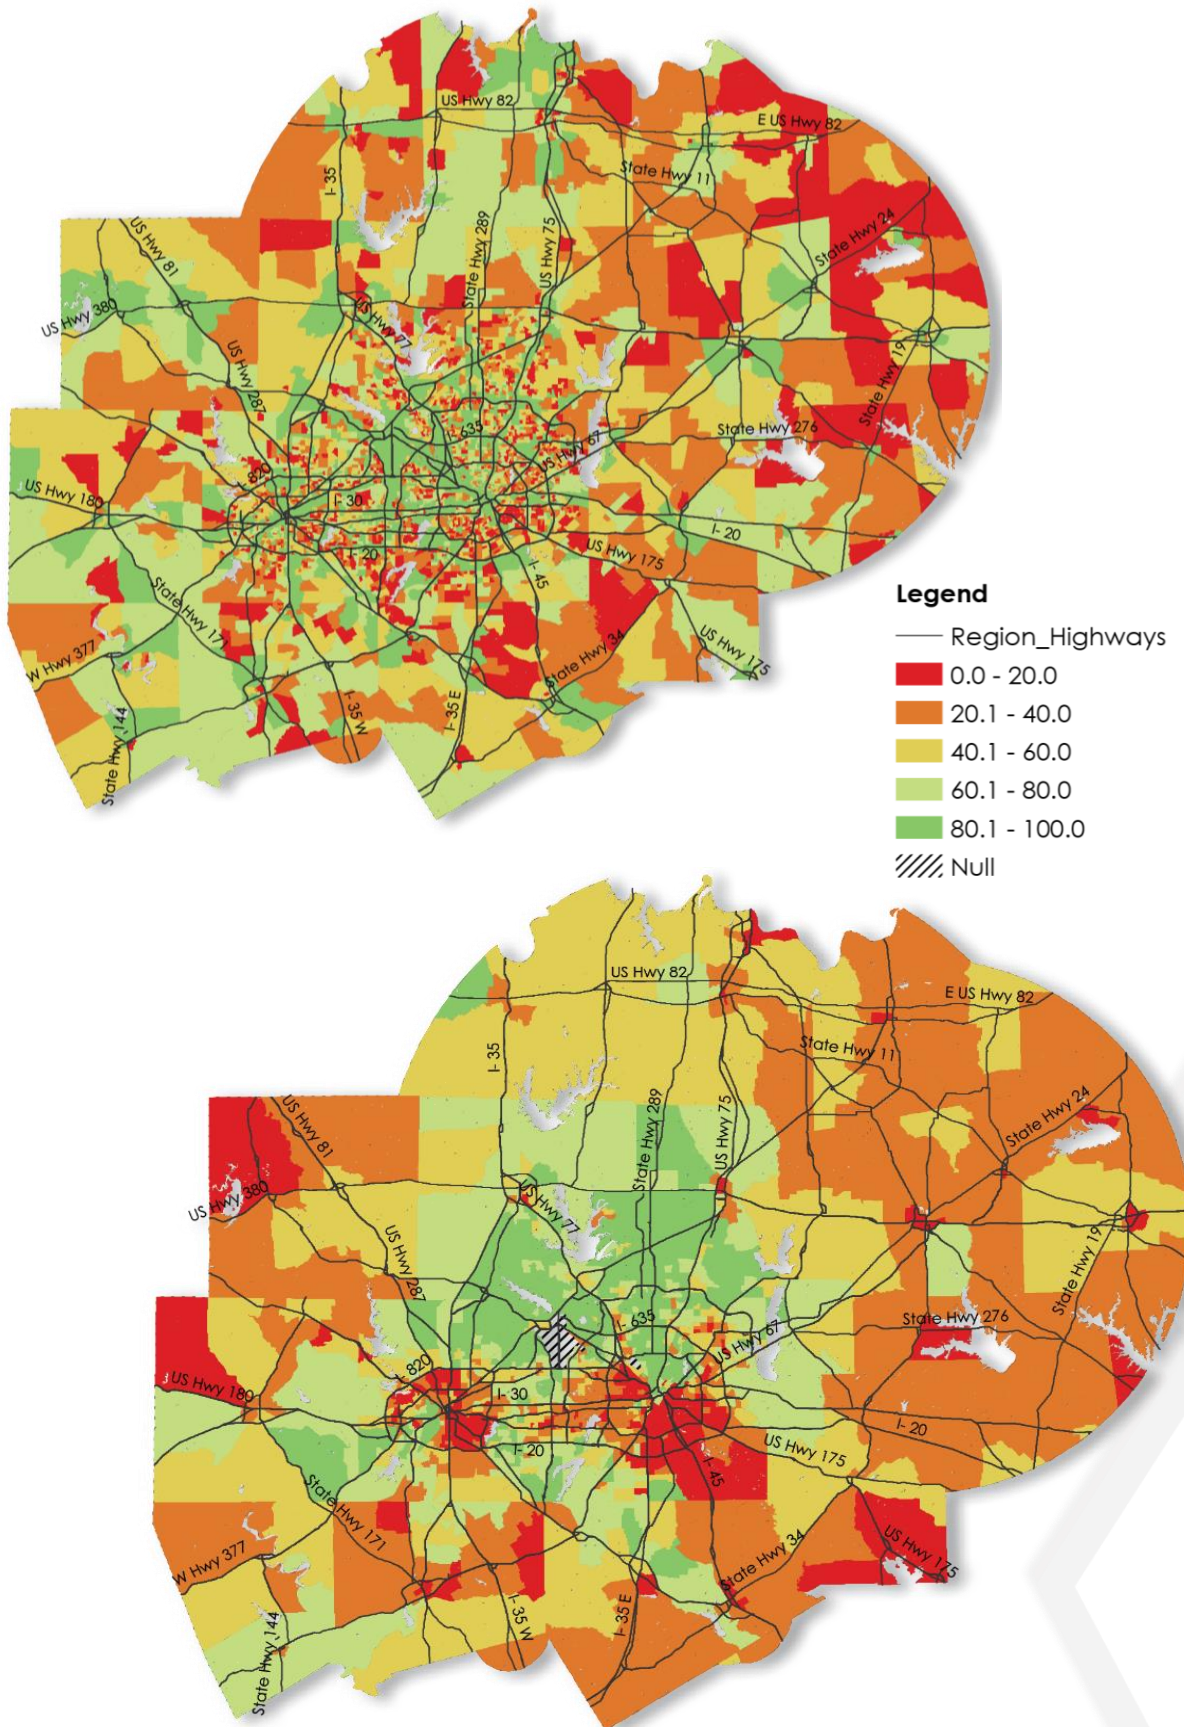 US Hwy 82
E US Hwy 82
State Hwy 11
I- 35
State Hwy 24
US Hwy 81
State Hwy 289
US Hwy 75
US Hwy 380
US Hwy 77
US Hwy 287
State Hwy 19
I- 635
US Hwy 67
State Hwy 276
I- 820
US Hwy 180
I- 30
I- 20
I- 20
US Hwy 175
I- 45
State Hwy 171
State Hwy 34
US Hwy 175
W Hwy 377
I- 35 W
I- 35 E
State Hwy 144
Legend
Region_Highways
0.0 - 20.0
20.1 - 40.0
40.1 - 60.0
60.1 - 80.0
80.1 - 100.0
Null
US Hwy 82
E US Hwy 82
I- 35
State Hwy 11
State Hwy 24
US Hwy 81
State Hwy 289
US Hwy 75
US Hwy 380
US Hwy 77
US Hwy 287
State Hwy 19
I- 635
State Hwy 276
US Hwy 67
I- 820
US Hwy 180
I- 30
I- 20
I- 20
US Hwy 175
I- 45
State Hwy 171
State Hwy 34
US Hwy 175
W Hwy 377
I- 35 W
I- 35 E
State Hwy 144